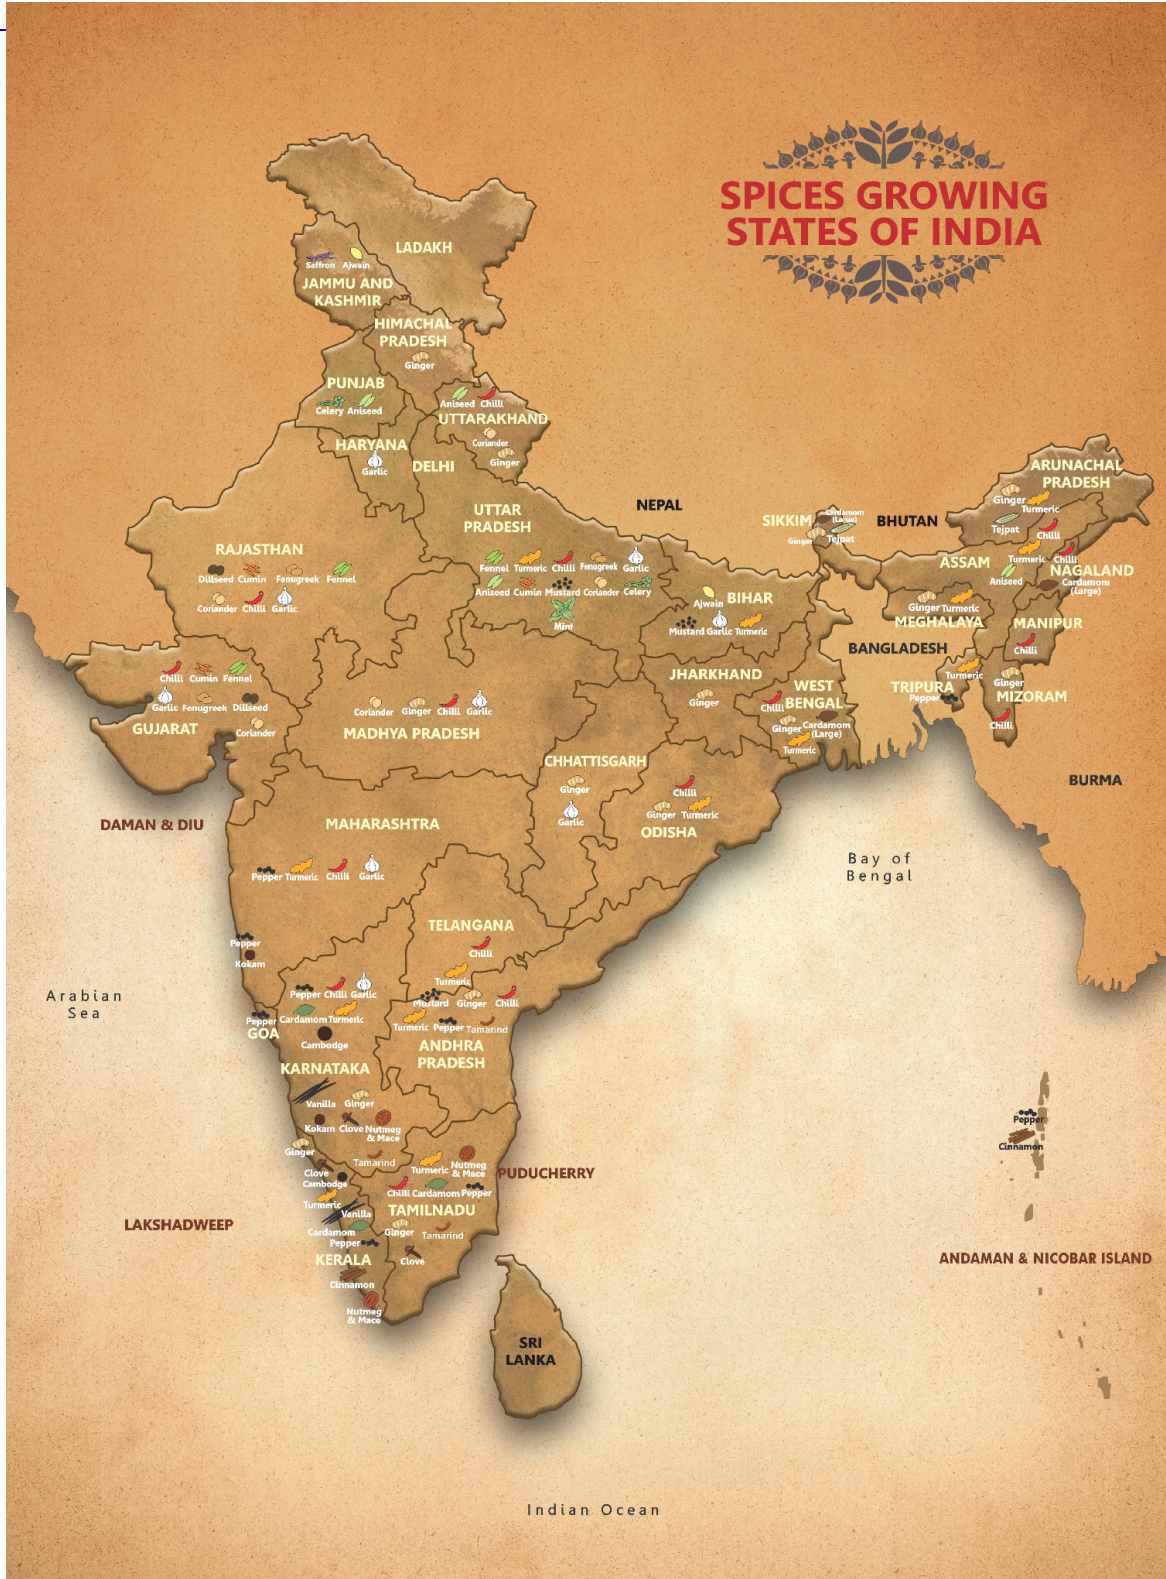 SPICES GROWING
STATES OF INDIA
LADAKH
Saffron Ajwain
JAMMU AND
KASHMIR
HIMACHAL
PRADESH
Ginger
PUNJAB
Celery Aniseed
Aniseed Chilli
UTTARAKHAND
Coriander
Ginger
HARYANA
Garlic
DELHI
UTTAR
PRADESH
Fennel Turmeric Chilli Fenugreek Garlic
Aniseed Cumin Mustard Coriander Celery
Mint
NEPAL
SIKKIM
Cardamom
(Large)
Ginger Tejpat
BHUTAN
ARUNACHAL
PRADESH
Ginger
Turmeric
Tejpat
Chilli
ASSAM
Turmeric Chilli
Aniseed
NAGALAND
Cardamom
(Large)
Ginger Turmeric
MEGHALAYA
MANIPUR
Chilli
BANGLADESH
Turmeric
TRIPURA
Pepper
Ginger
MIZORAM
Chilli
BURMA
RAJASTHAN
Dillseed Cumin Fenugreek Fennel
Coriander Chilli Garlic
Ajwain
BIHAR
Mustard Garlic Turmeric
JHARKHAND
Ginger
WEST
BENGAL
Chilli
Ginger Cardamom
(Large)
Turmeric
Chilli Cumin Fennel
Garlic Fenugreek Dillseed
GUJARAT
Coriander
Coriander Ginger Chilli Garlic
MADHYA PRADESH
CHHATTISGARH
Ginger
Garlic
Chilli
Ginger Turmeric
ODISHA
DAMAN & DIU
MAHARASHTRA
Pepper Turmeric Chilli Garlic
Pepper
Kokam
Bay of
Bengal
TELANGANA
Chilli
Turmeric
Arabian
Sea
Pepper
GOA
Pepper Chilli Garlic
Cardamom Turmeric
Cambodge
KARNATAKA
Vanilla Ginger
Kokam Clove Nutmeg
& Mace
Tamarind
Mustard Ginger Chilli
Turmeric Pepper Tamarind
ANDHRA
PRADESH
Turmeric Nutmeg
& Mace
PUDUCHERRY
Chilli Cardamom Pepper
TAMILNADU
Ginger Tamarind
Clove
Ginger
Clove
Cambodge
Turmeric
Vanilla
Cardamom
Pepper
KERALA
Cinnamon
Nutmeg
& Mace
LAKSHADWEEP
Pepper
Cinnamon
ANDAMAN & NICOBAR ISLAND
SRI
LANKA
Indian Ocean